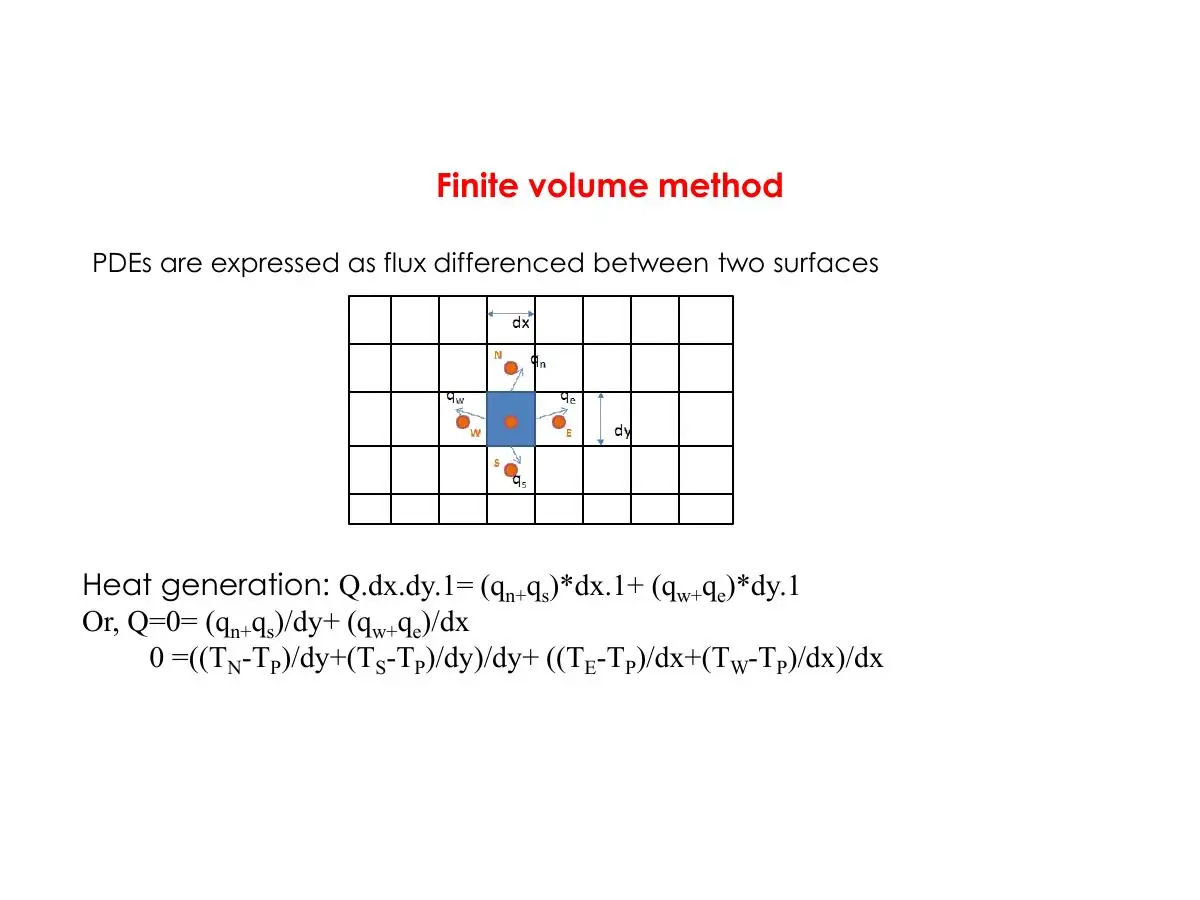 Finite volume method
PDEs are expressed as flux differenced between two surfaces
dx
N
qn
qw
qe
W
E
dy
S
qs
Heat generation: Q.dx.dy.1= (qn+qs)*dx.1+ (qw+qe)*dy.1
Or, Q=0= (qn+qs)/dy+ (qw+qe)/dx
0 =((TN-TP)/dy+(TS-TP)/dy)/dy+ ((TE-TP)/dx+(TW-TP)/dx)/dx